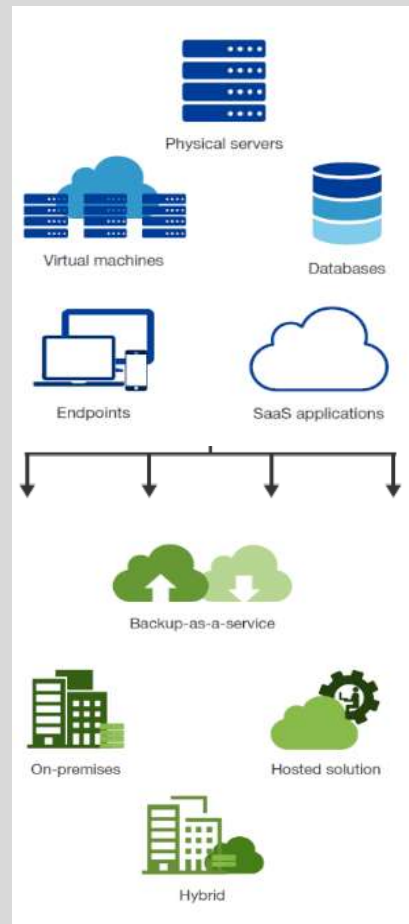 Physical servers
Virtual machines
Databases
Endpoints
SaaS applications
Backup-as-a-service
On-premises
Hosted solution
Hybrid